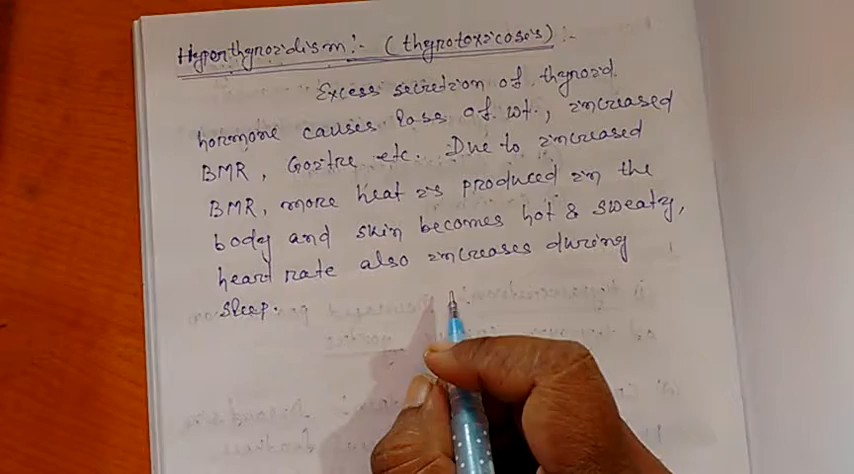 Hyperthyroidism:- (thyrotoxicosis):-
Excess secretion of thyroid
hormone causes loss of wt., increased
BMR, Goitre etc. Due to increased
BMR, more heat is produced in the
body and skin becomes hot & sweaty,
heart rate also increases during
sleep.